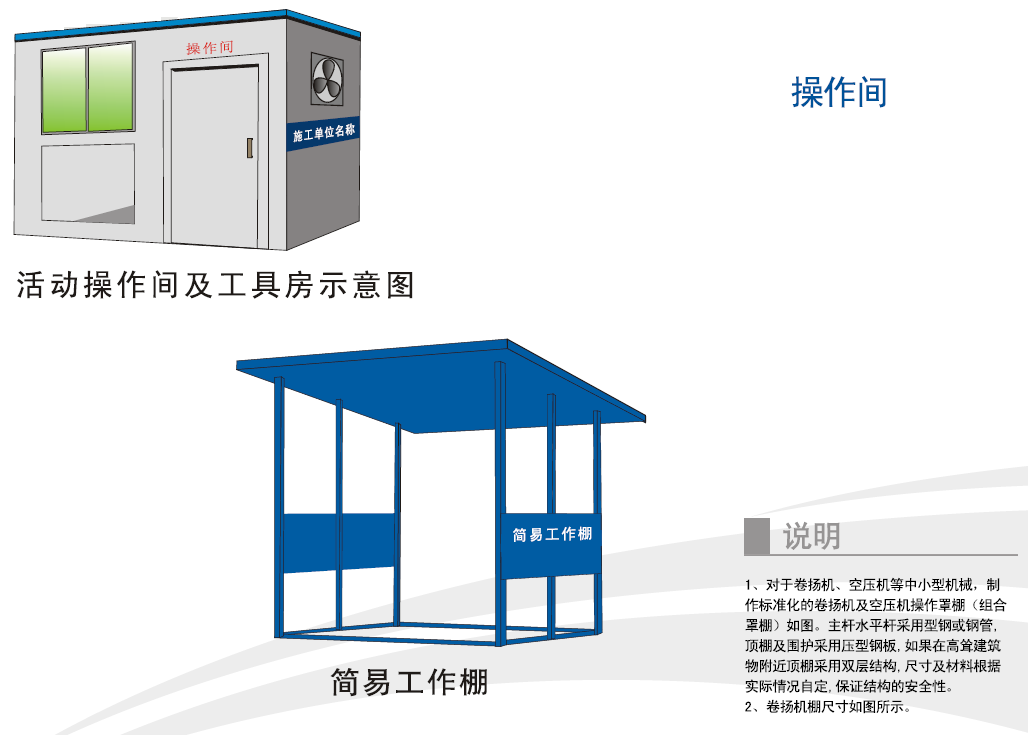 操作间
操作间
施工单位名称
活动操作间及工具房示意图
简易工作棚
简易工作棚
说明
1、对于卷扬机、空压机等中小型机械，制
作标准化的卷扬机及空压机操作罩棚（组合
罩棚）如图。主杆水平杆采用型钢或钢管,
顶棚及围护采用压型钢板,如果在高耸建筑
物附近顶棚采用双层结构,尺寸及材料根据
实际情况自定,保证结构的安全性。
2、卷扬机棚尺寸如图所示。